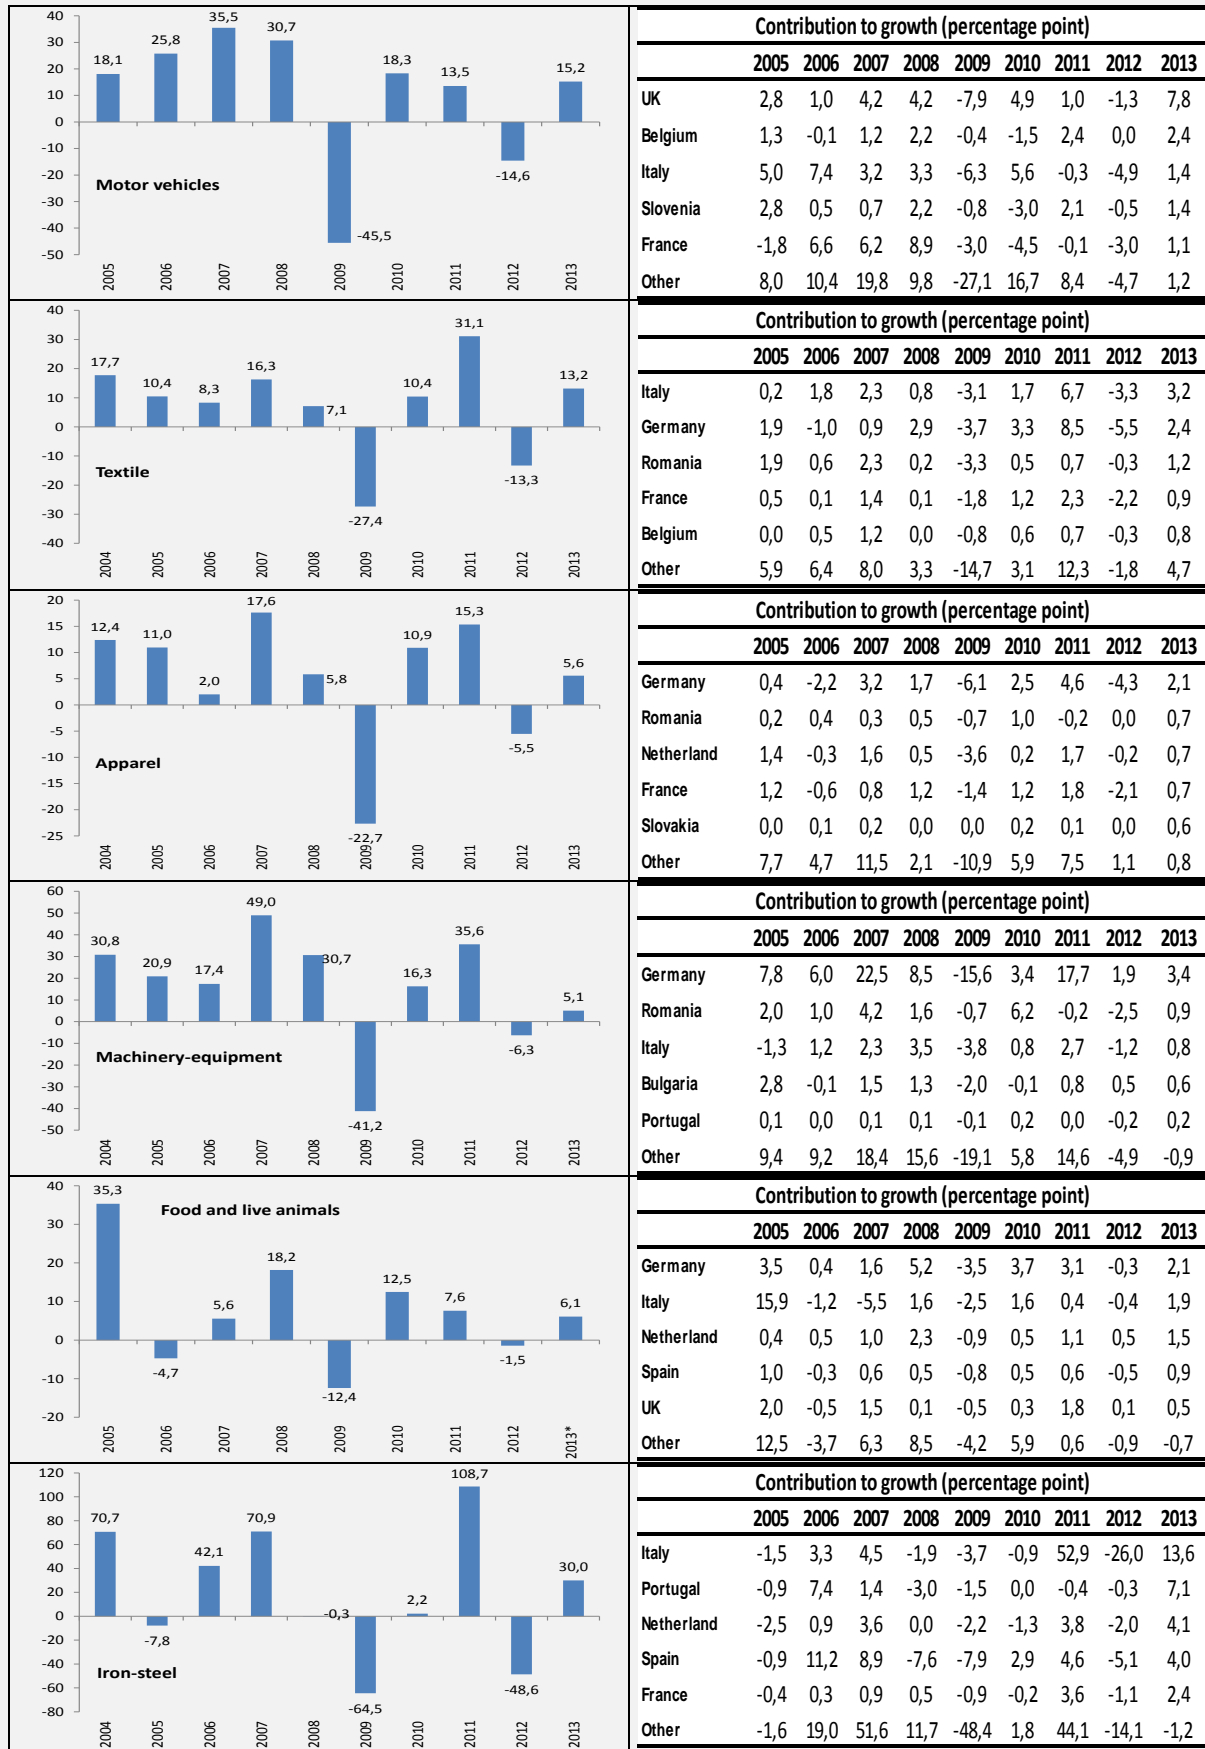 40
30
20
10
0
-10
-20
-30
-40
-50
18,1
25,8
35,5
30,7
-45,5
18,3
13,5
-14,6
15,2
Motor vehicles
2005 2006 2007 2008 2009 2010 2011 2012 2013
Contribution to growth (percentage point)
2005 2006 2007 2008 2009 2010 2011 2012 2013
UK 2,8 1,0 4,2 4,2 -7,9 4,9 1,0 -1,3 7,8
Belgium 1,3 -0,1 1,2 2,2 -0,4 -1,5 2,4 0,0 2,4
Italy 5,0 7,4 3,2 3,3 -6,3 5,6 -0,3 -4,9 1,4
Slovenia 2,8 0,5 0,7 2,2 -0,8 -3,0 2,1 -0,5 1,4
France -1,8 6,6 6,2 8,9 -3,0 -4,5 -0,1 -3,0 1,1
Other 8,0 10,4 19,8 9,8 -27,1 16,7 8,4 -4,7 1,2
40
30
20
10
0
-10
-20
-30
-40
17,7
10,4
8,3
16,3
7,1
-27,4
10,4
31,1
-13,3
13,2
Textile
2004 2005 2006 2007 2008 2009 2010 2011 2012 2013
Contribution to growth (percentage point)
2005 2006 2007 2008 2009 2010 2011 2012 2013
Italy 0,2 1,8 2,3 0,8 -3,1 1,7 6,7 -3,3 3,2
Germany 1,9 -1,0 0,9 2,9 -3,7 3,3 8,5 -5,5 2,4
Romania 1,9 0,6 2,3 0,2 -3,3 0,5 0,7 -0,3 1,2
France 0,5 0,1 1,4 0,1 -1,8 1,2 2,3 -2,2 0,9
Belgium 0,0 0,5 1,2 0,0 -0,8 0,6 0,7 -0,3 0,8
Other 5,9 6,4 8,0 3,3 -14,7 3,1 12,3 -1,8 4,7
20
15
10
5
0
-5
-10
-15
-20
-25
12,4
11,0
2,0
17,6
5,8
-22,7
10,9
15,3
-5,5
5,6
Apparel
2004 2005 2006 2007 2008 2009 2010 2011 2012 2013
Contribution to growth (percentage point)
2005 2006 2007 2008 2009 2010 2011 2012 2013
Germany 0,4 -2,2 3,2 1,7 -6,1 2,5 4,6 -4,3 2,1
Romania 0,2 0,4 0,3 0,5 -0,7 1,0 -0,2 0,0 0,7
Netherland 1,4 -0,3 1,6 0,5 -3,6 0,2 1,7 -0,2 0,7
France 1,2 -0,6 0,8 1,2 -1,4 1,2 1,8 -2,1 0,7
Slovakia 0,0 0,1 0,2 0,0 0,0 0,2 0,1 0,0 0,6
Other 7,7 4,7 11,5 2,1 -10,9 5,9 7,5 1,1 0,8
60
50
40
30
20
10
0
-10
-20
-30
-40
-50
30,8
20,9
17,4
49,0
30,7
-41,2
16,3
35,6
-6,3
5,1
Machinery-equipment
2004 2005 2006 2007 2008 2009 2010 2011 2012 2013
Contribution to growth (percentage point)
2005 2006 2007 2008 2009 2010 2011 2012 2013
Germany 7,8 6,0 22,5 8,5 -15,6 3,4 17,7 1,9 3,4
Romania 2,0 1,0 4,2 1,6 -0,7 6,2 -0,2 -2,5 0,9
Italy -1,3 1,2 2,3 3,5 -3,8 0,8 2,7 -1,2 0,8
Bulgaria 2,8 -0,1 1,5 1,3 -2,0 -0,1 0,8 0,5 0,6
Portugal 0,1 0,0 0,1 0,1 -0,1 0,2 0,0 -0,2 0,2
Other 9,4 9,2 18,4 15,6 -19,1 5,8 14,6 -4,9 -0,9
40
30
20
10
0
-10
-20
Food and live animals
35,3
-4,7
5,6
18,2
-12,4
12,5
7,6
-1,5
6,1
2005 2006 2007 2008 2009 2010 2011 2012 2013*
Contribution to growth (percentage point)
2005 2006 2007 2008 2009 2010 2011 2012 2013
Germany 3,5 0,4 1,6 5,2 -3,5 3,7 3,1 -0,3 2,1
Italy 15,9 -1,2 -5,5 1,6 -2,5 1,6 0,4 -0,4 1,9
Netherland 0,4 0,5 1,0 2,3 -0,9 0,5 1,1 0,5 1,5
Spain 1,0 -0,3 0,6 0,5 -0,8 0,5 0,6 -0,5 0,9
UK 2,0 -0,5 1,5 0,1 -0,5 0,3 1,8 0,1 0,5
Other 12,5 -3,7 6,3 8,5 -4,2 5,9 0,6 -0,9 -0,7
120
100
80
60
40
20
0
-20
-40
-60
-80
70,7
-7,8
42,1
70,9
-0,3
-64,5
2,2
108,7
-48,6
30,0
Iron-steel
2004 2005 2006 2007 2008 2009 2010 2011 2012 2013
Contribution to growth (percentage point)
2005 2006 2007 2008 2009 2010 2011 2012 2013
Italy -1,5 3,3 4,5 -1,9 -3,7 -0,9 52,9 -26,0 13,6
Portugal -0,9 7,4 1,4 -3,0 -1,5 0,0 -0,4 -0,3 7,1
Netherland -2,5 0,9 3,6 0,0 -2,2 -1,3 3,8 -2,0 4,1
Spain -0,9 11,2 8,9 -7,6 -7,9 2,9 4,6 -5,1 4,0
France -0,4 0,3 0,9 0,5 -0,9 -0,2 3,6 -1,1 2,4
Other -1,6 19,0 51,6 11,7 -48,4 1,8 44,1 -14,1 -1,2